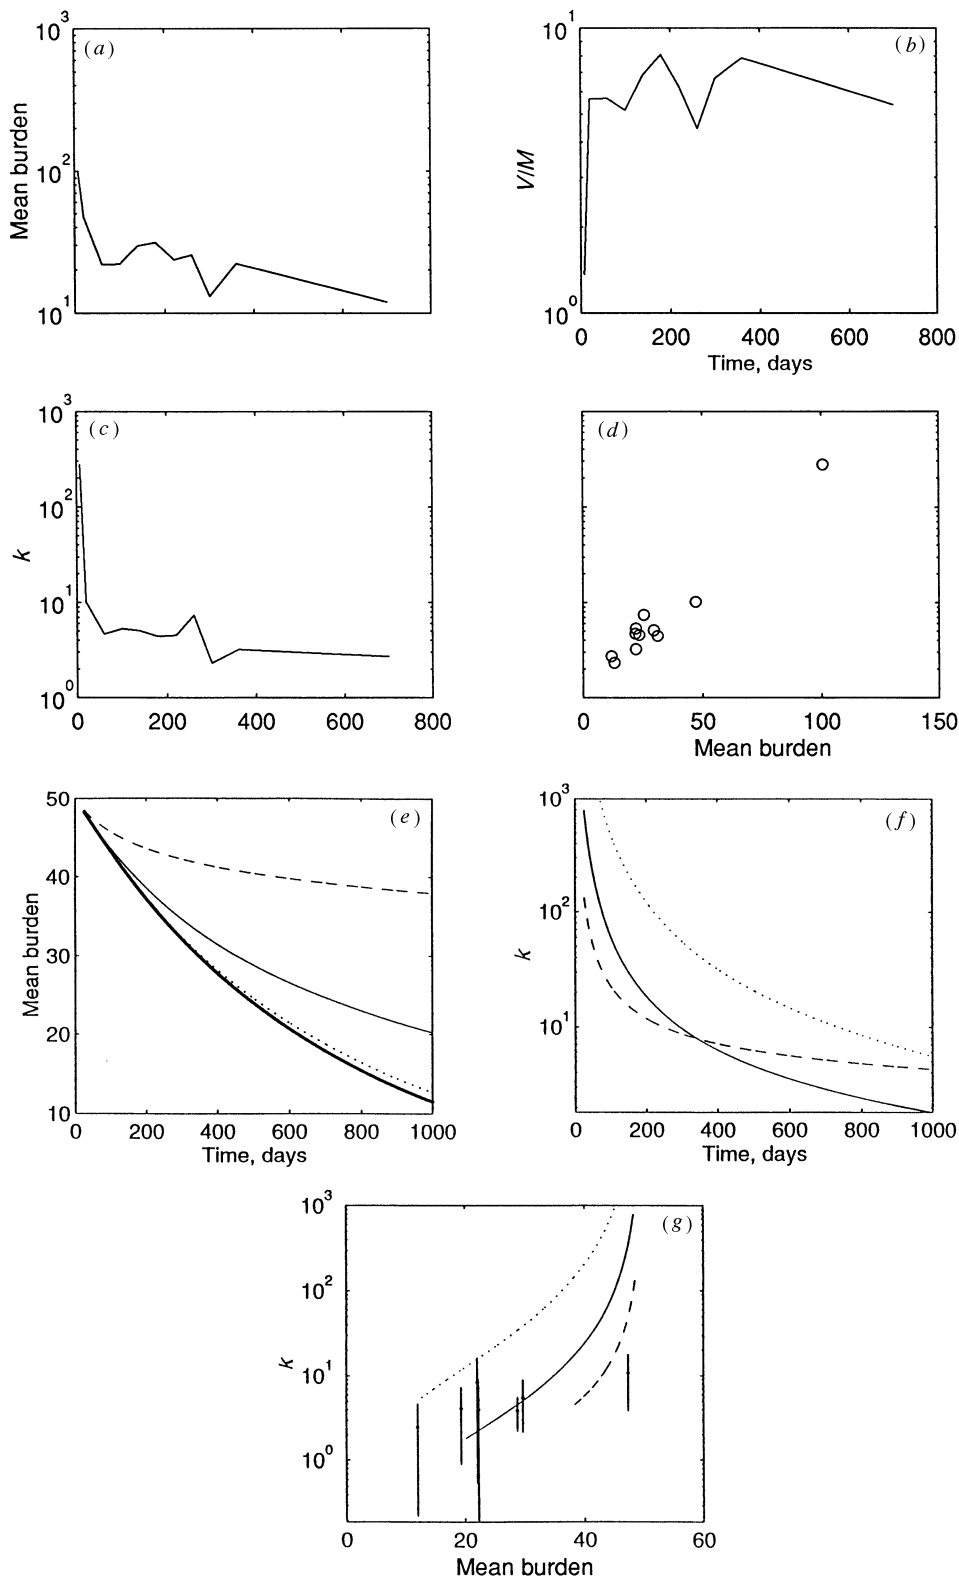 10³
(a)
10²
10¹
Mean burden
10¹
(b)
10⁰
V/M
0 200 400 600 800
Time, days
10³
(c)
10²
10¹
10⁰
k
0 200 400 600 800
(d)
0 50 100 150
Mean burden
50
(e)
40
30
20
10
Mean burden
0 200 400 600 800 1000
Time, days
10³
(f)
10²
10¹
k
0 200 400 600 800 1000
Time, days
10³
(g)
10²
10¹
10⁰
k
0 20 40 60
Mean burden